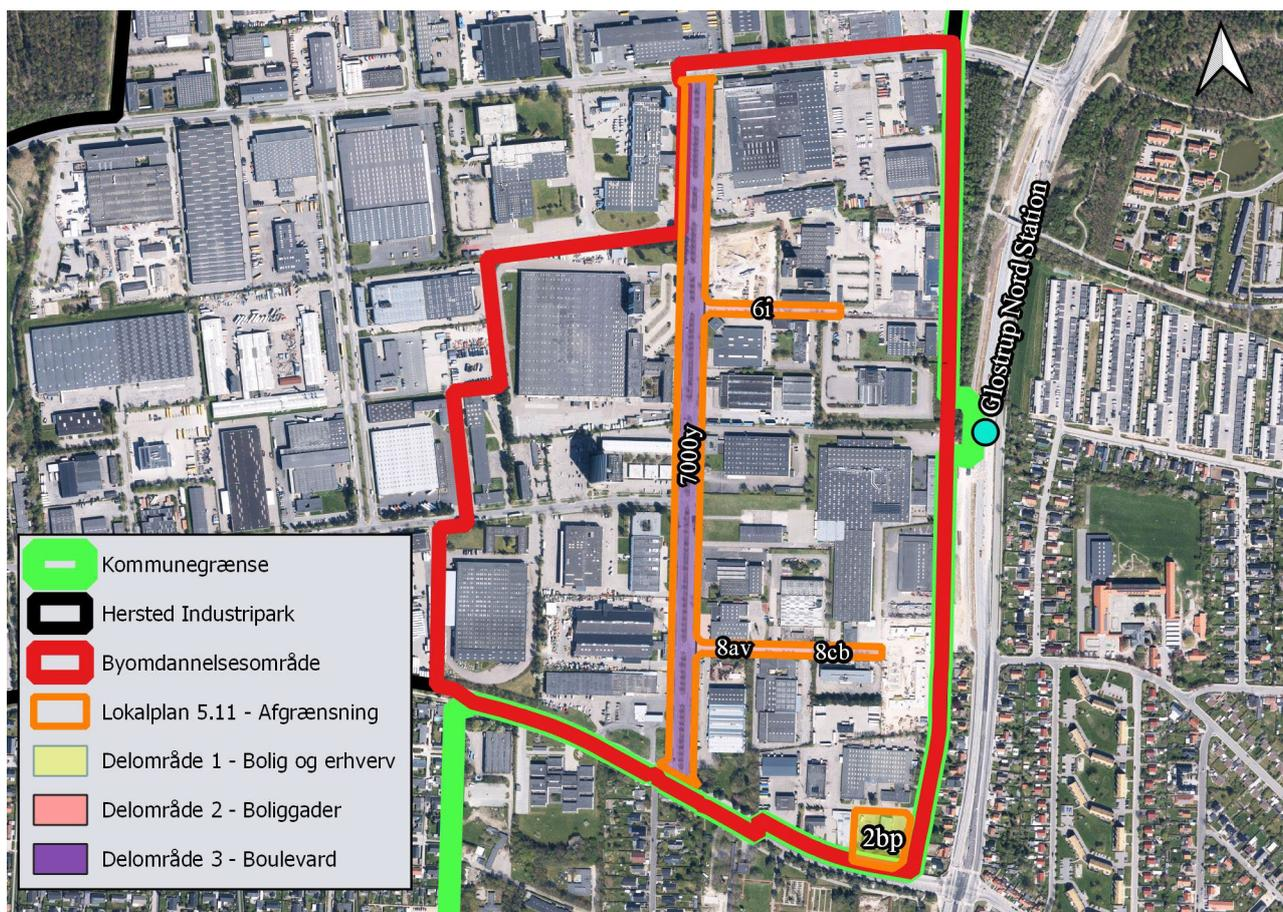 Glostrup Nord Station
6i
7000y
8av
8cb
2bp
Kommunegrænse
Hersted Industripark
Byomdannelsesområde
Lokalplan 5.11 - Afgrænsning
Delområde 1 - Bolig og erhverv
Delområde 2 - Boliggader
Delområde 3 - Boulevard